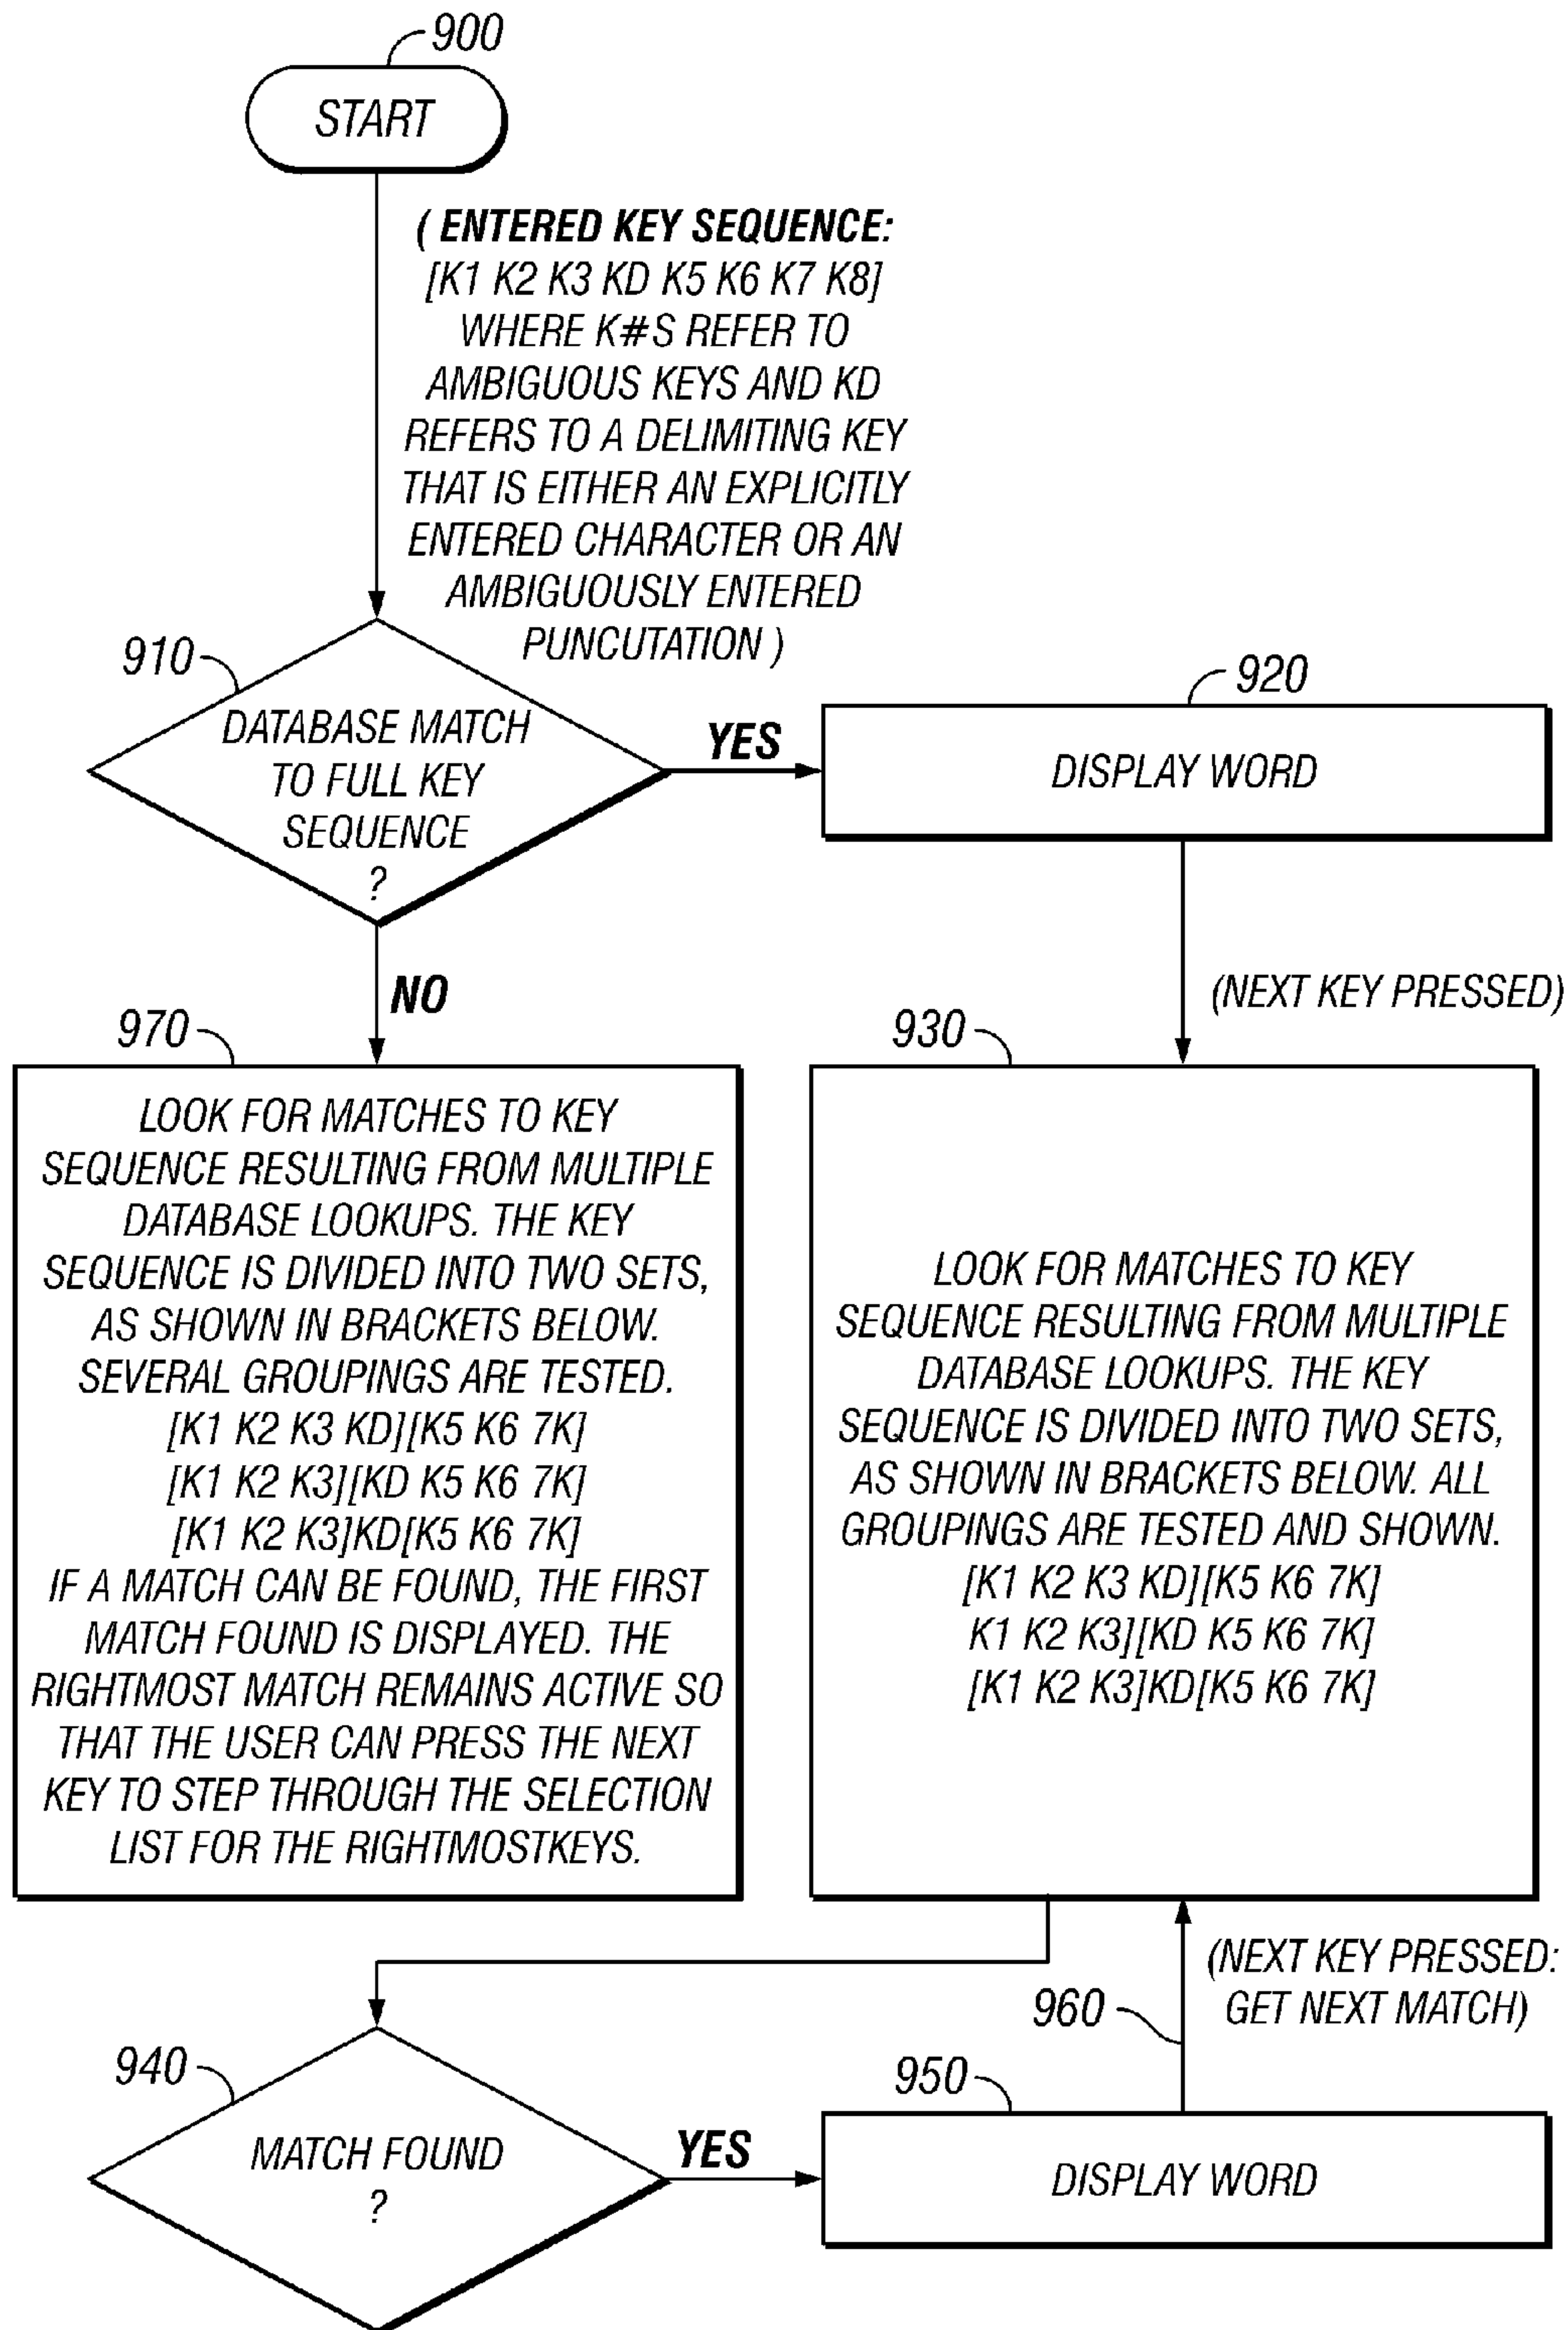 900
START
( ENTERED KEY SEQUENCE:
[K1 K2 K3 KD K5 K6 K7 K8]
WHERE K#S REFER TO
AMBIGUOUS KEYS AND KD
REFERS TO A DELIMITING KEY
THAT IS EITHER AN EXPLICITLY
ENTERED CHARACTER OR AN
AMBIGUOUSLY ENTERED
PUNCUTATION )
910
DATABASE MATCH
TO FULL KEY
SEQUENCE
?
YES
920
DISPLAY WORD
NO
(NEXT KEY PRESSED)
970
LOOK FOR MATCHES TO KEY
SEQUENCE RESULTING FROM MULTIPLE
DATABASE LOOKUPS. THE KEY
SEQUENCE IS DIVIDED INTO TWO SETS,
AS SHOWN IN BRACKETS BELOW.
SEVERAL GROUPINGS ARE TESTED.
[K1 K2 K3 KD][K5 K6 7K]
[K1 K2 K3][KD K5 K6 7K]
[K1 K2 K3]KD[K5 K6 7K]
IF A MATCH CAN BE FOUND, THE FIRST
MATCH FOUND IS DISPLAYED. THE
RIGHTMOST MATCH REMAINS ACTIVE SO
THAT THE USER CAN PRESS THE NEXT
KEY TO STEP THROUGH THE SELECTION
LIST FOR THE RIGHTMOSTKEYS.
930
LOOK FOR MATCHES TO KEY
SEQUENCE RESULTING FROM MULTIPLE
DATABASE LOOKUPS. THE KEY
SEQUENCE IS DIVIDED INTO TWO SETS,
AS SHOWN IN BRACKETS BELOW. ALL
GROUPINGS ARE TESTED AND SHOWN.
[K1 K2 K3 KD][K5 K6 7K]
K1 K2 K3][KD K5 K6 7K]
[K1 K2 K3]KD[K5 K6 7K]
(NEXT KEY PRESSED:
GET NEXT MATCH)
960
940
MATCH FOUND
?
YES
950
DISPLAY WORD